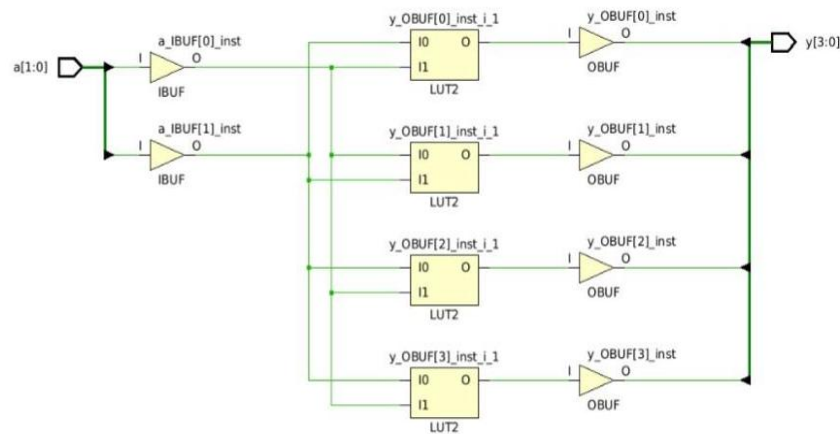 y_OBUF[0]_inst_i_1
y_OBUF[0]_inst
a_IBUF[0]_inst
I0 O
I O
y[3:0]
a[1:0]
I O
I1
OBUF
IBUF
LUT2
a_IBUF[1]_inst
y_OBUF[1]_inst_i_1
y_OBUF[1]_inst
I O
I0 O
I O
IBUF
I1
OBUF
LUT2
y_OBUF[2]_inst_i_1
y_OBUF[2]_inst
I0 O
I O
I1
OBUF
LUT2
y_OBUF[3]_inst_i_1
y_OBUF[3]_inst
I0 O
I O
I1
OBUF
LUT2